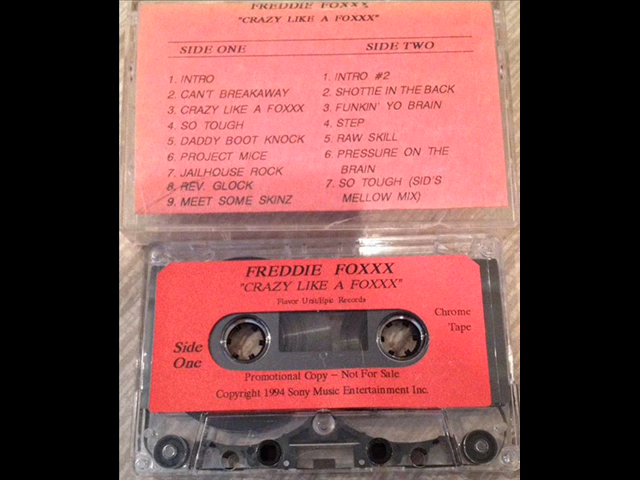 FREDDIE FOXXX
"CRAZY LIKE A FOXXX"
SIDE ONE
1. INTRO
2. CAN'T BREAKAWAY
3. CRAZY LIKE A FOXXX
4. SO TOUGH
5. DADDY BOOT KNOCK
6. PROJECT MICE
7. JAILHOUSE ROCK
8. REV. GLOCK
9. MEET SOME SKINZ
SIDE TWO
1. INTRO #2
2. SHOTTIE IN THE BACK
3. FUNKIN' YO BRAIN
4. STEP
5. RAW SKILL
6. PRESSURE ON THE
BRAIN
7. SO TOUGH (SID'S
MELLOW MIX)
FREDDIE FOXXX
"CRAZY LIKE A FOXXX"
Flavor Unit/Epic Records
Chrome
Tape
Side
One
Promotional Copy – Not For Sale
Copyright 1994 Sony Music Entertainment Inc.